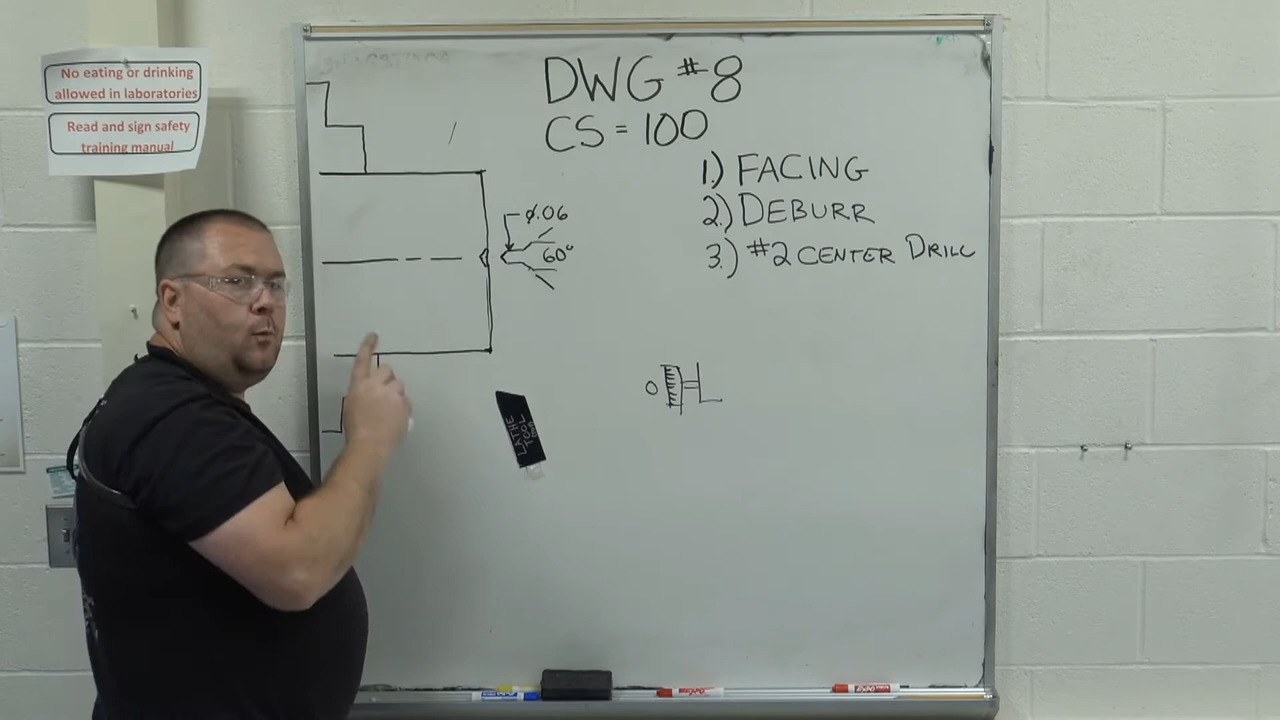 No eating or drinking
allowed in laboratories
Read and sign safety
training manual
DWG #8
CS = 100
1.) FACING
2.) DEBURR
3.) #2 CENTER DRILL
Ø.06
60°
0
LATHE
TOOL